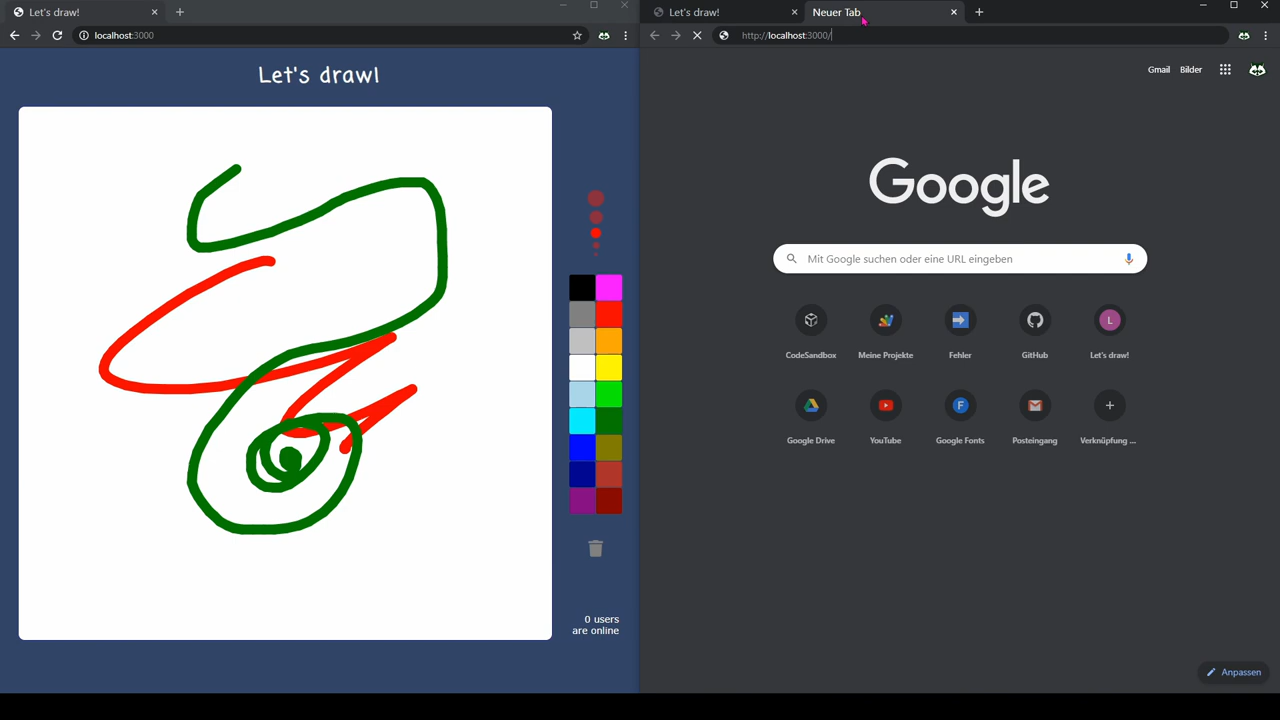 Let's draw!
localhost:3000
Let's draw!
0 users
are online
Let's draw!
Neuer Tab
http://localhost:3000/
Gmail Bilder
Google
Mit Google suchen oder eine URL eingeben
L
CodeSandbox Meine Projekte Fehler GitHub Let's draw!
F
Google Drive YouTube Google Fonts Posteingang Verknüpfung ...
Anpassen